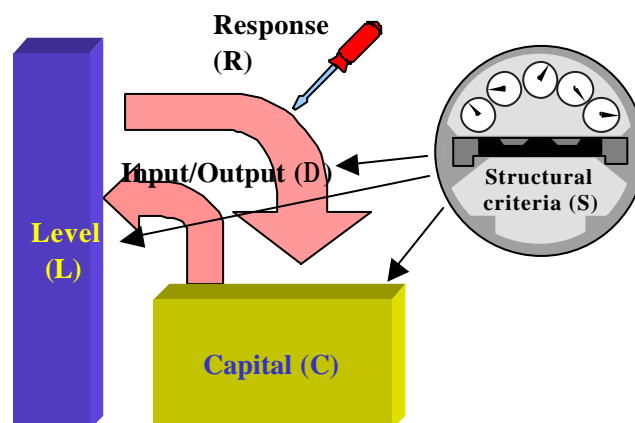 Response
(R)
Input/Output (D)
Structural
criteria (S)
Level
(L)
Capital (C)